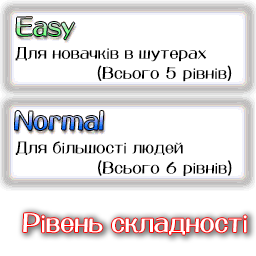 Easy
Для новачків в шутерах
(Всього 5 рівнів)
Normal
Для більшості людей
(Всього 6 рівнів)
Рівень складності